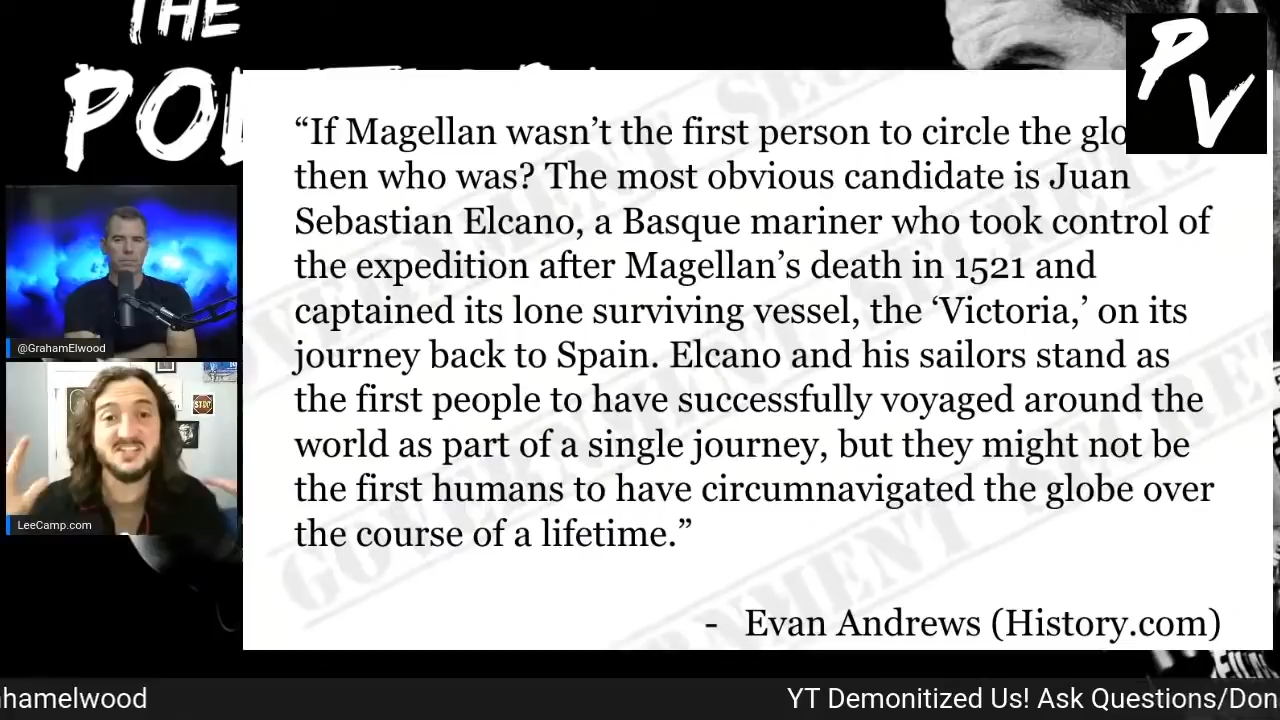 THE
“If Magellan wasn’t the first person to circle the
then who was? The most obvious candidate is Juan
Sebastian Elcano, a Basque mariner who took control of
the expedition after Magellan’s death in 1521 and
captained its lone surviving vessel, the ‘Victoria,’ on its
journey back to Spain. Elcano and his sailors stand as
the first people to have successfully voyaged around the
world as part of a single journey, but they might not be
the first humans to have circumnavigated the globe over
the course of a lifetime.”
- Evan Andrews (History.com)
PV
@GrahamElwood
STOP
LeeCamp.com
GOVERNMENT SECRETS
hamelwood
YT Demonitized Us! Ask Questions/Don